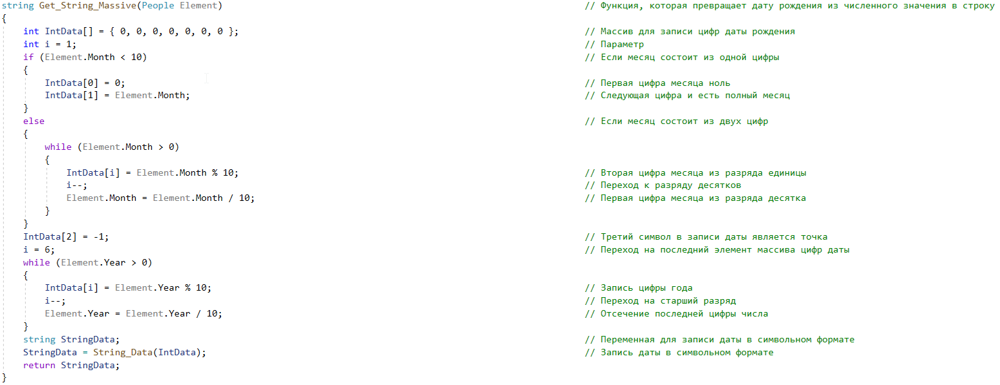 string Get_String_Massive(People Element) // Функция, которая превращает дату рождения из численного значения в строку
{
int IntData[] = { 0, 0, 0, 0, 0, 0, 0 }; // Массив для записи цифр даты рождения
int i = 1; // Параметр
if (Element.Month < 10) // Если месяц состоит из одной цифры
{
IntData[0] = 0; // Первая цифра месяца ноль
IntData[1] = Element.Month; // Следующая цифра и есть полный месяц
}
else // Если месяц состоит из двух цифр
{
while (Element.Month > 0)
{
IntData[i] = Element.Month % 10; // Вторая цифра месяца из разряда единицы
i--; // Переход к разряду десятков
Element.Month = Element.Month / 10; // Первая цифра месяца из разряда десятка
}
}
IntData[2] = -1; // Третий символ в записи даты является точка
i = 6; // Переход на последний элемент массива цифр даты
while (Element.Year > 0)
{
IntData[i] = Element.Year % 10; // Запись цифры года
i--; // Переход на старший разряд
Element.Year = Element.Year / 10; // Отсечение последней цифры числа
}
string StringData; // Переменная для записи даты в символьном формате
StringData = String_Data(IntData); // Запись даты в символьном формате
return StringData;
}